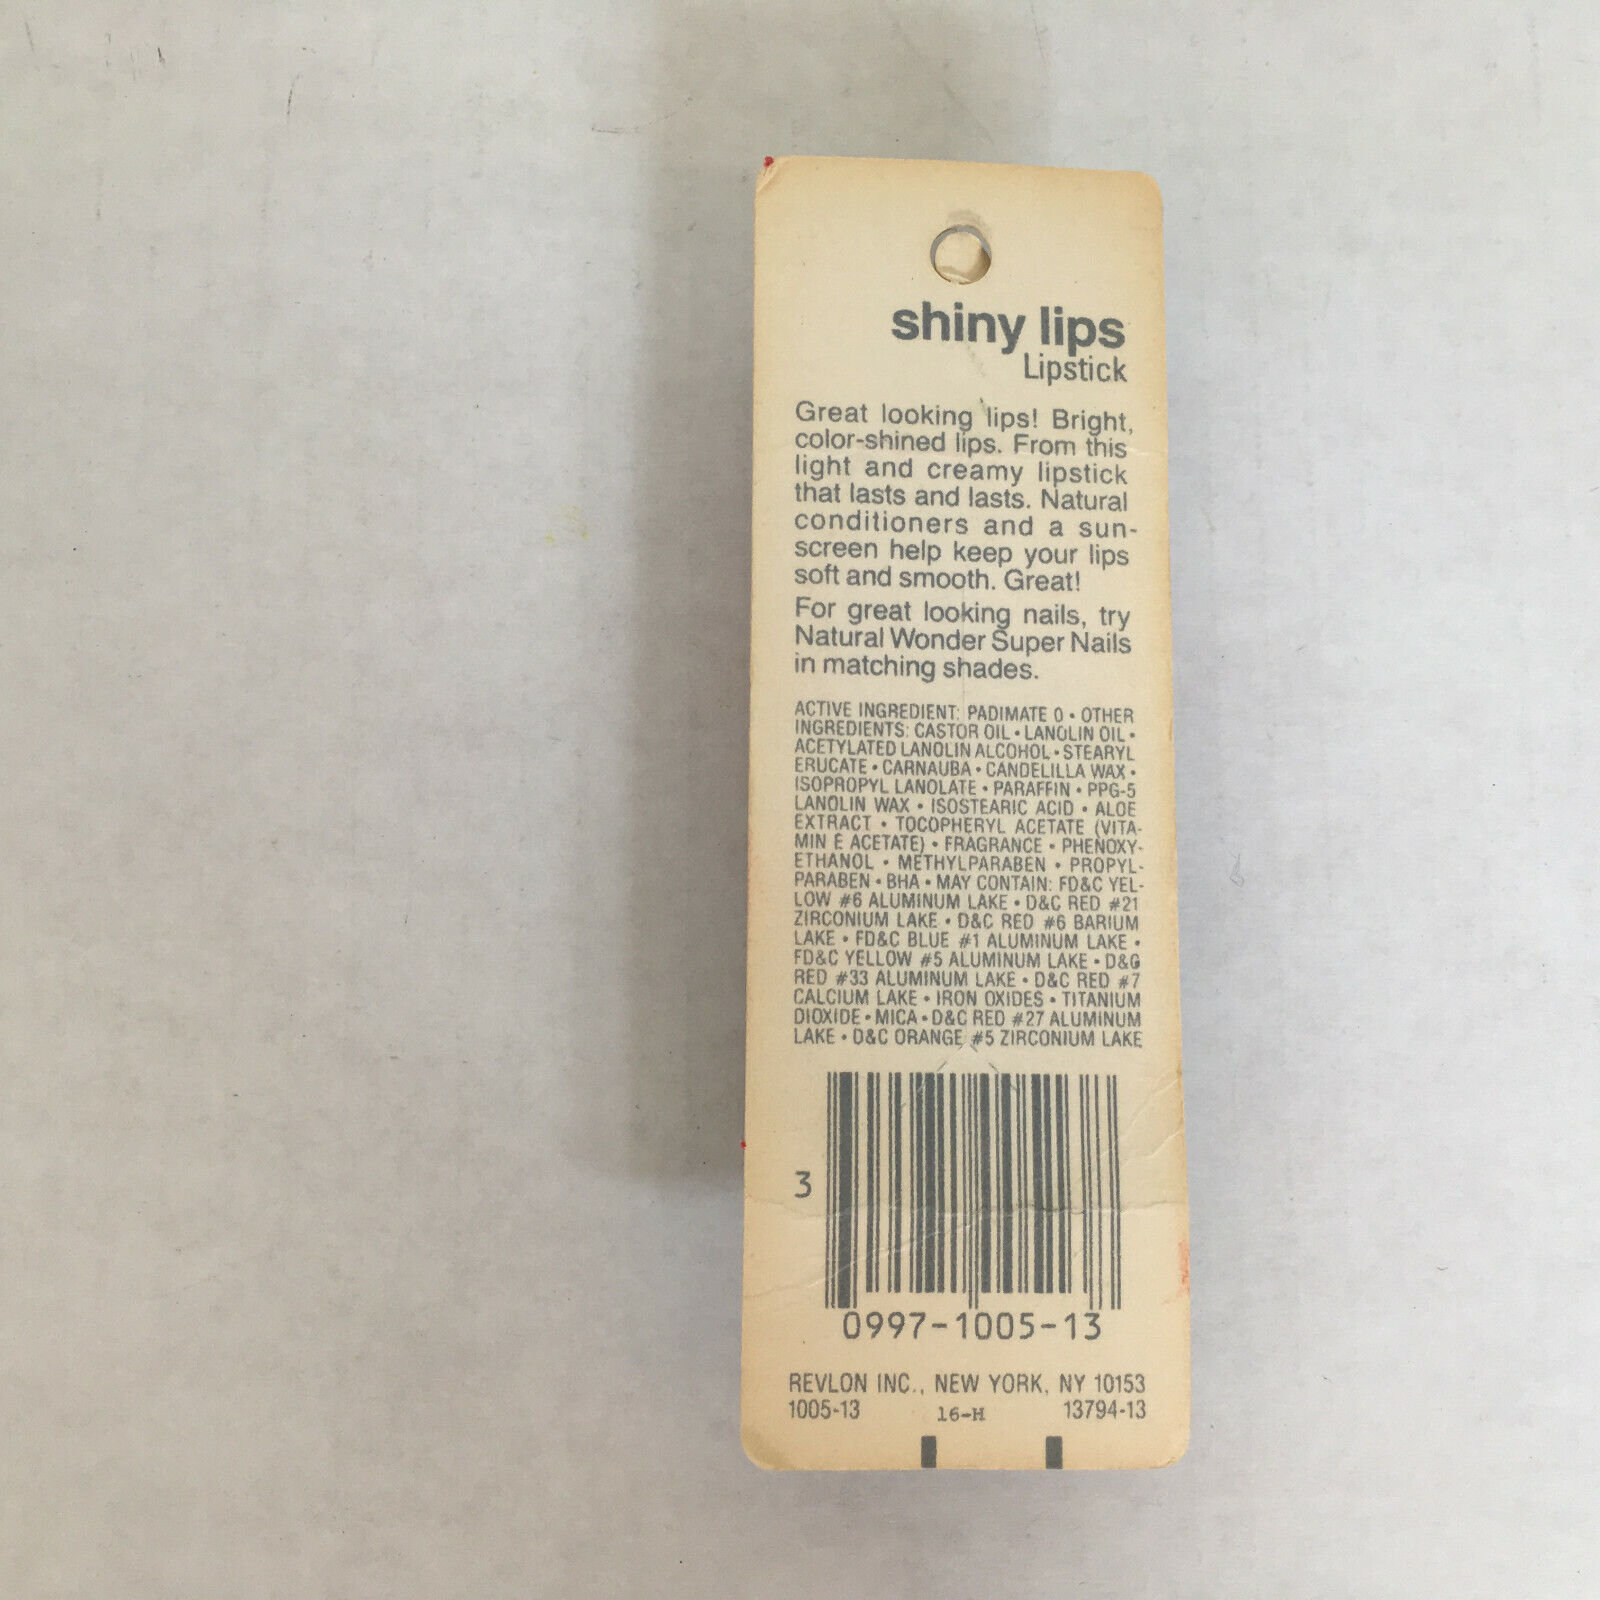 shiny lips
Lipstick
Great looking lips! Bright,
color-shined lips. From this
light and creamy lipstick
that lasts and lasts. Natural
conditioners and a sun-
screen help keep your lips
soft and smooth. Great!
For great looking nails, try
Natural Wonder Super Nails
in matching shades.
ACTIVE INGREDIENT: PADIMATE O • OTHER
INGREDIENTS: CASTOR OIL • LANOLIN OIL •
ACETYLATED LANOLIN ALCOHOL • STEARYL
ERUCATE • CARNAUBA • CANDELILLA WAX •
ISOPROPYL LANOLATE • PARAFFIN • PPG-5
LANOLIN WAX • ISOSTEARIC ACID • ALOE
EXTRACT • TOCOPHERYL ACETATE (VITA-
MIN E ACETATE) • FRAGRANCE • PHENOXY-
ETHANOL • METHYLPARABEN • PROPYL-
PARABEN • BHA • MAY CONTAIN: FD&C YEL-
LOW #6 ALUMINUM LAKE • D&C RED #21
ZIRCONIUM LAKE • D&C RED #6 BARIUM
LAKE • FD&C BLUE #1 ALUMINUM LAKE •
FD&C YELLOW #5 ALUMINUM LAKE • D&C
RED #33 ALUMINUM LAKE • D&C RED #7
CALCIUM LAKE • IRON OXIDES • TITANIUM
DIOXIDE • MICA • D&C RED #27 ALUMINUM
LAKE • D&C ORANGE #5 ZIRCONIUM LAKE
3
0997-1005-13
REVLON INC., NEW YORK, NY 10153
1005-13 16-H 13794-13